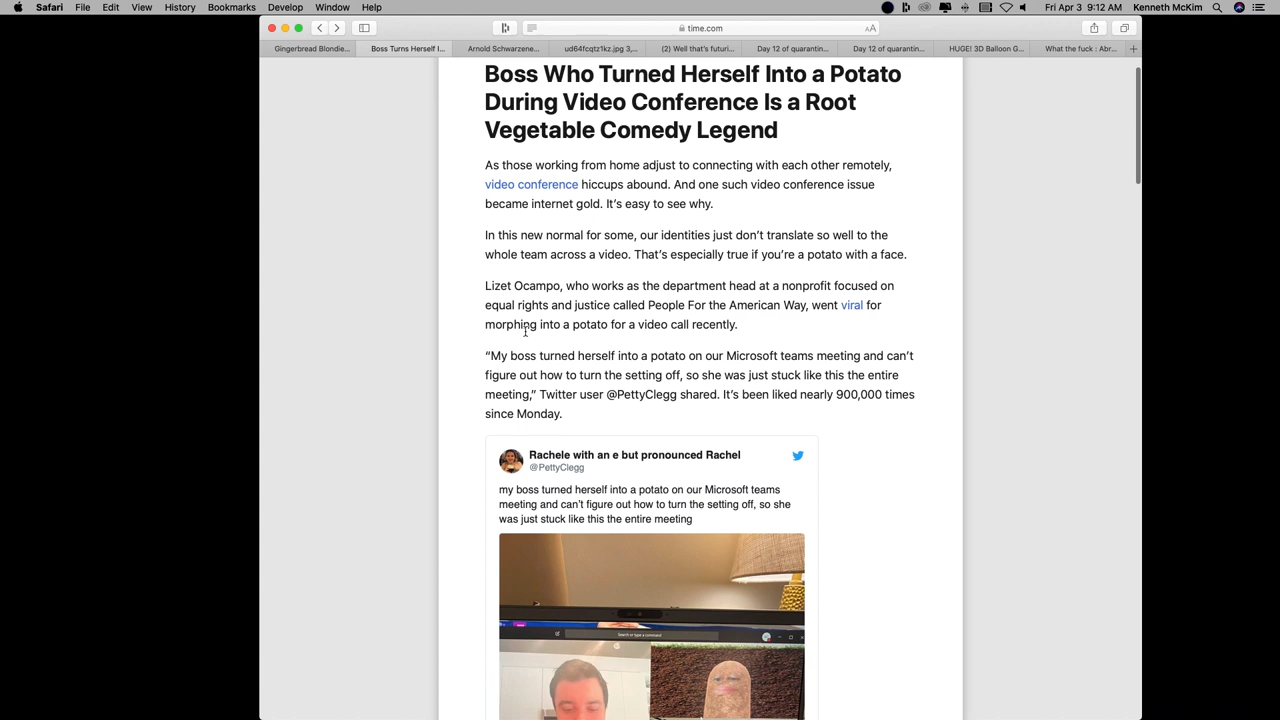 Safari File Edit View History Bookmarks Develop Window Help Fri Apr 3 9:12 AM Kenneth McKim
time.com
Gingerbread Blondie... Boss Turns Herself I... Arnold Schwarzene... ud64fcqtz1kz.jpg 3,... (2) Well that's futuri... Day 12 of quarantin... Day 12 of quarantin... HUGE! 3D Balloon G... What the fuck : Abr...
Boss Who Turned Herself Into a Potato
During Video Conference Is a Root
Vegetable Comedy Legend
As those working from home adjust to connecting with each other remotely,
video conference hiccups abound. And one such video conference issue
became internet gold. It's easy to see why.
In this new normal for some, our identities just don't translate so well to the
whole team across a video. That's especially true if you're a potato with a face.
Lizet Ocampo, who works as the department head at a nonprofit focused on
equal rights and justice called People For the American Way, went viral for
morphing into a potato for a video call recently.
“My boss turned herself into a potato on our Microsoft teams meeting and can't
figure out how to turn the setting off, so she was just stuck like this the entire
meeting,” Twitter user @PettyClegg shared. It's been liked nearly 900,000 times
since Monday.
Rachele with an e but pronounced Rachel
@PettyClegg
my boss turned herself into a potato on our Microsoft teams
meeting and can't figure out how to turn the setting off, so she
was just stuck like this the entire meeting
Search or type a command